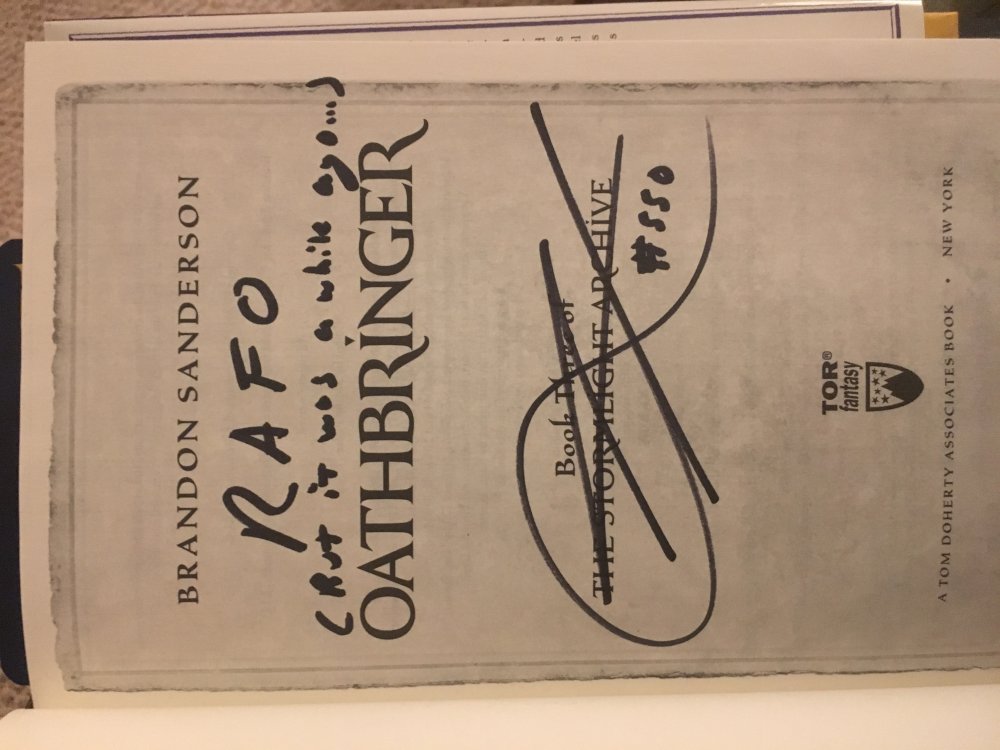 BRANDON SANDERSON
RAFO
(But it was a while ago...)
OATHBRINGER
Book Three of
THE STORMLIGHT ARCHIVE
#550
TOR®
fantasy
A TOM DOHERTY ASSOCIATES BOOK • NEW YORK